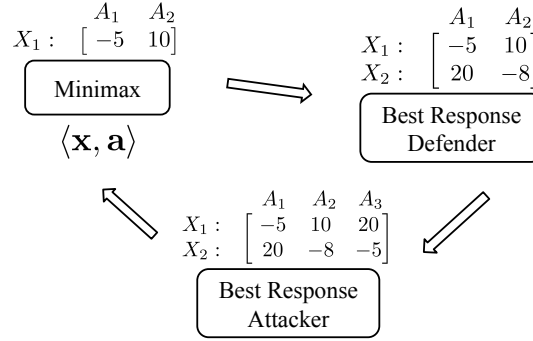 A₁ A₂
X₁ : [ −5 10 ]
Minimax
⟨x, a⟩
A₁ A₂
X₁ : [ −5 10 ]
X₂ : [ 20 −8 ]
Best Response
Defender
A₁ A₂ A₃
X₁ : [ −5 10 20 ]
X₂ : [ 20 −8 −5 ]
Best Response
Attacker